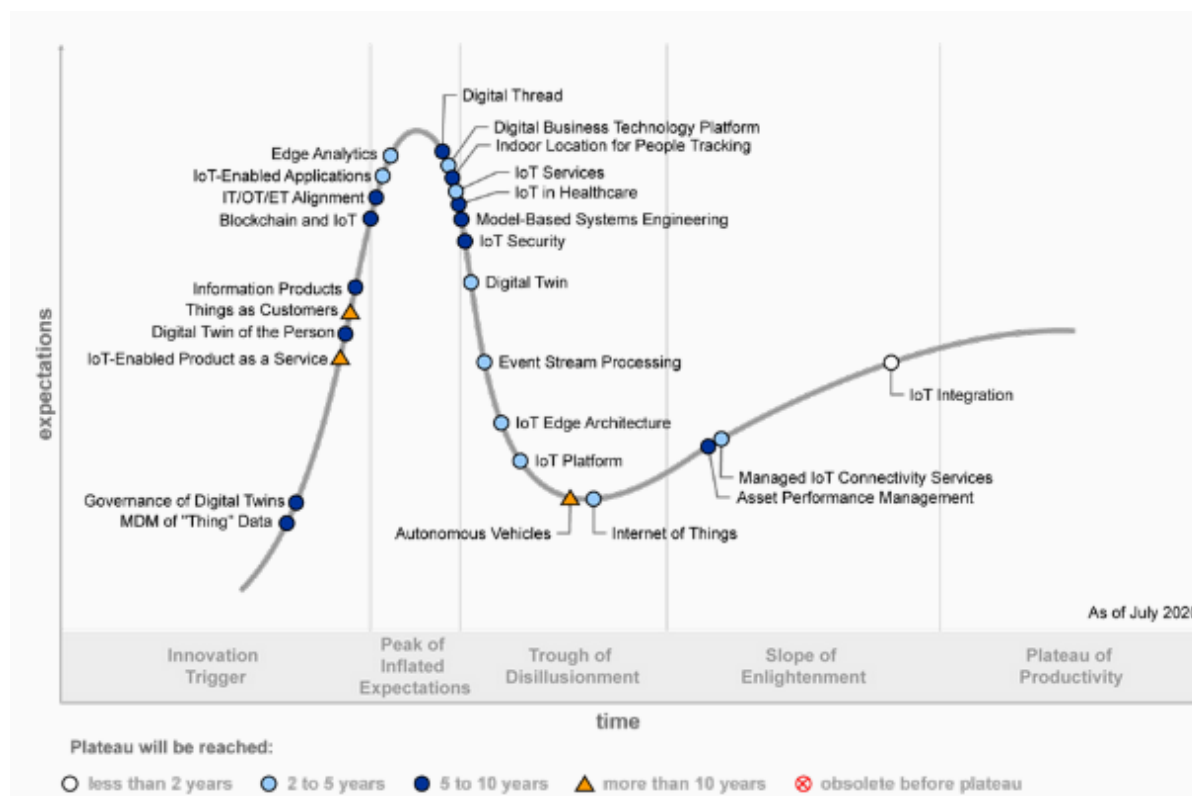 Digital Thread
Digital Business Technology Platform
Edge Analytics
Indoor Location for People Tracking
IoT-Enabled Applications
IoT Services
IT/OT/ET Alignment
IoT in Healthcare
Blockchain and IoT
Model-Based Systems Engineering
IoT Security
Information Products
Digital Twin
Things as Customers
Digital Twin of the Person
IoT-Enabled Product as a Service
Event Stream Processing
expectations
IoT Integration
IoT Edge Architecture
IoT Platform
Managed IoT Connectivity Services
Asset Performance Management
Governance of Digital Twins
MDM of "Thing" Data
Autonomous Vehicles
Internet of Things
As of July
Innovation
Trigger
Peak of
Inflated
Expectations
Trough of
Disillusionment
Slope of
Enlightenment
Plateau of
Productivity
time
Plateau will be reached:
less than 2 years
2 to 5 years
5 to 10 years
more than 10 years
obsolete before plateau